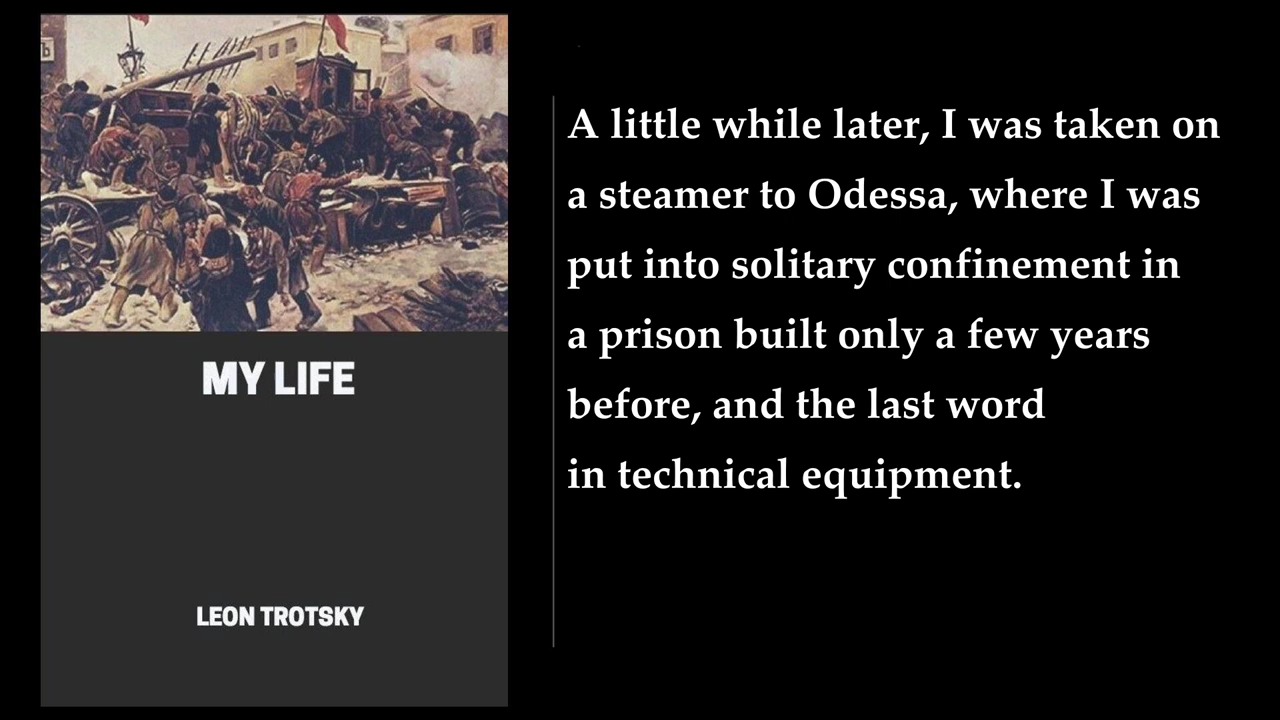 MY LIFE
LEON TROTSKY
A little while later, I was taken on
a steamer to Odessa, where I was
put into solitary confinement in
a prison built only a few years
before, and the last word
in technical equipment.